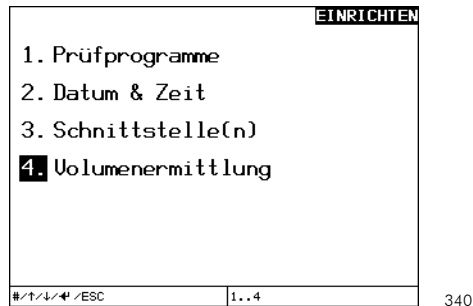 EINRICHTEN
1. Prüfprogramme
2. Datum & Zeit
3. Schnittstelle(n)
4. Volumenermittlung
#/↑/↓/↵ /ESC 1..4
340